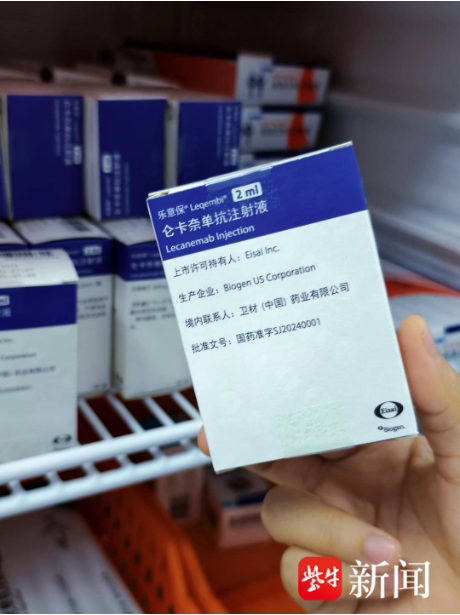 乐意保® Leqembi® 2 ml
仑卡奈单抗注射液
Lecanemab Injection
上市许可持有人：Eisai Inc.
生产企业：Biogen US Corporation
境内联系人：卫材（中国）药业有限公司
批准文号：国药准字SJ20240001
Eisai
Biogen
紫牛新闻